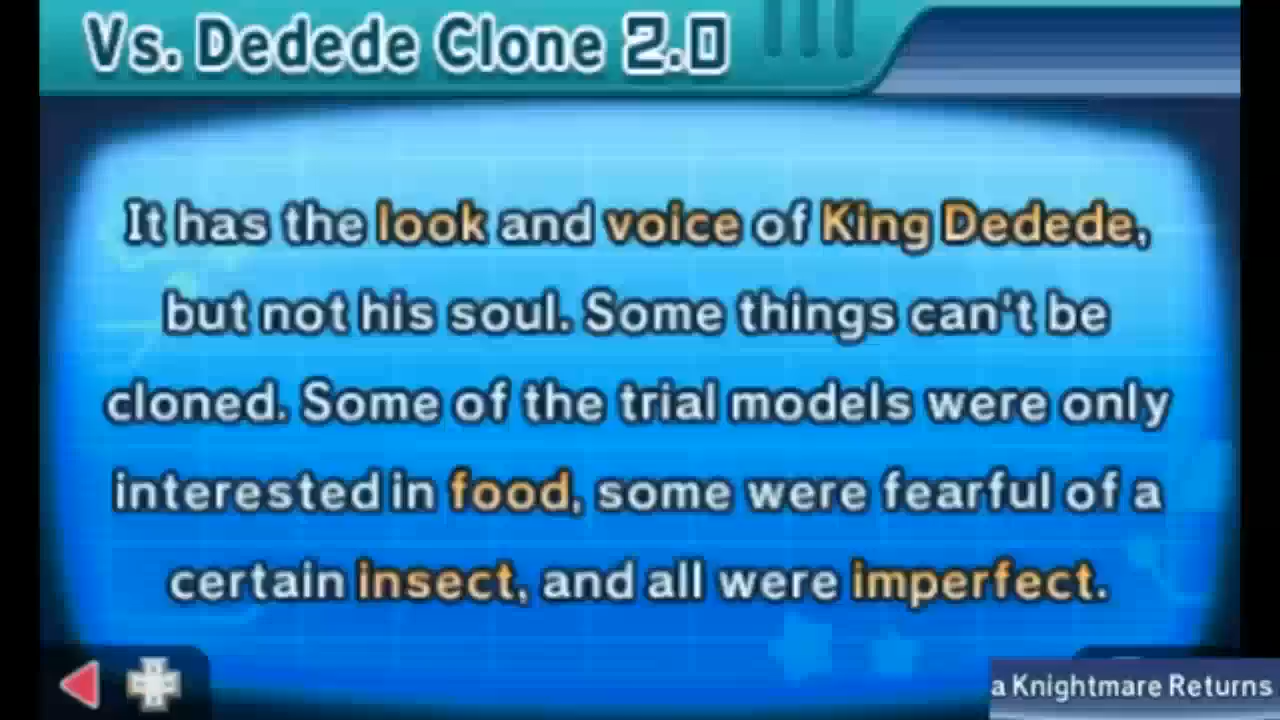 Vs. Dedede Clone 2.0
It has the look and voice of King Dedede,
but not his soul. Some things can't be
cloned. Some of the trial models were only
interested in food, some were fearful of a
certain insect, and all were imperfect.
a Knightmare Returns